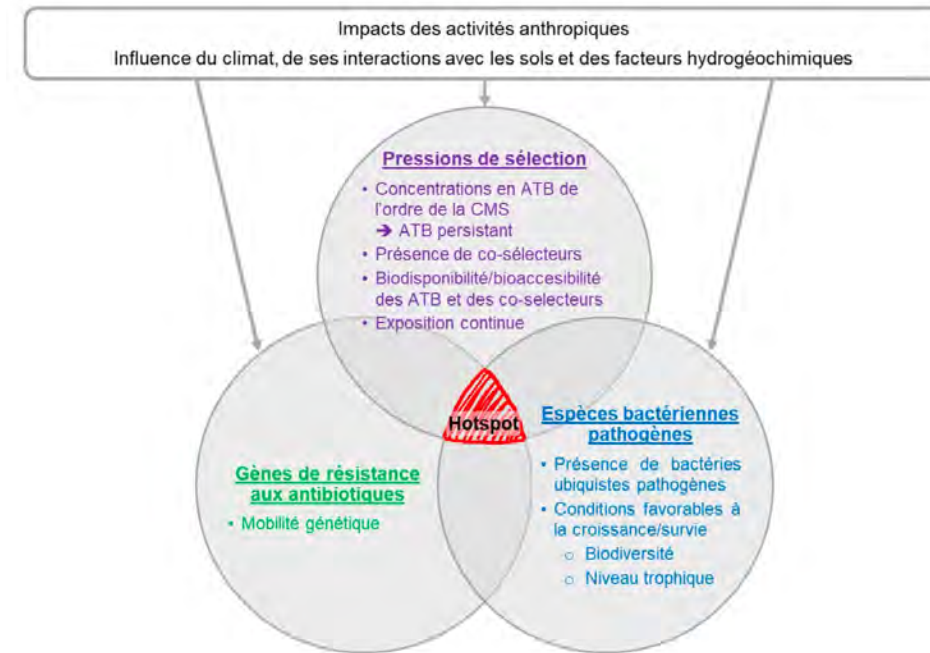 Impacts des activités anthropiques
Influence du climat, de ses interactions avec les sols et des facteurs hydrogéochimiques
Pressions de sélection
• Concentrations en ATB de
l'ordre de la CMS
➔ ATB persistant
• Présence de co-sélecteurs
• Biodisponibilité/bioaccesibilité
des ATB et des co-selecteurs
• Exposition continue
Hotspot
Gènes de résistance
aux antibiotiques
• Mobilité génétique
Espèces bactériennes
pathogènes
• Présence de bactéries
ubiquistes pathogènes
• Conditions favorables à
la croissance/survie
o Biodiversité
o Niveau trophique